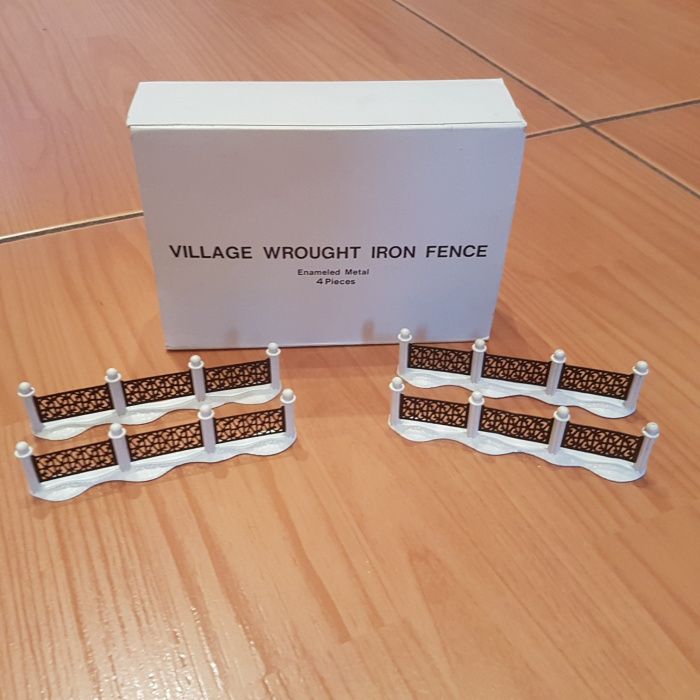 VILLAGE WROUGHT IRON FENCE
Enameled Metal
4 Pieces